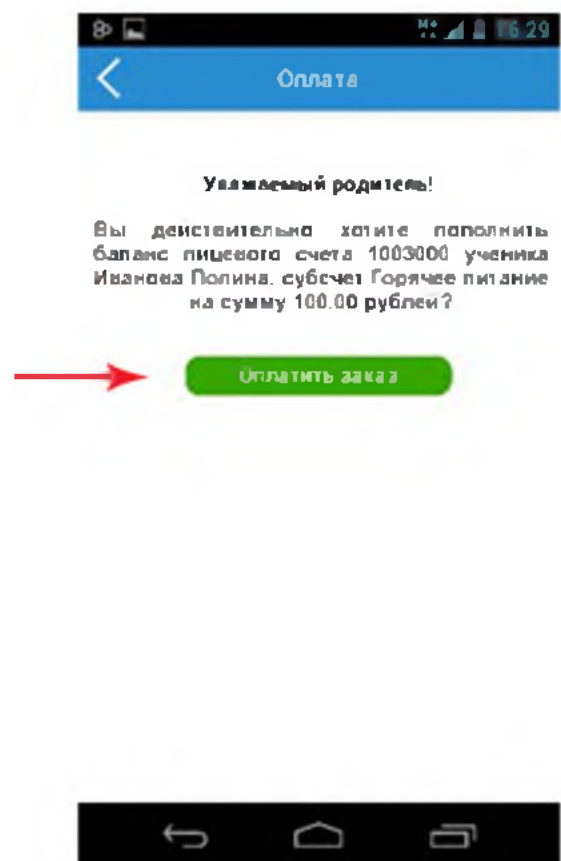 16 29
Оплата
Уважаемый родитель!
Вы действительно хотите пополнить
баланс лицевого счета 1003000 ученика
Иванова Полина, субсчет Горячее питание
на сумму 100.00 рублей?
Оплатить заказ